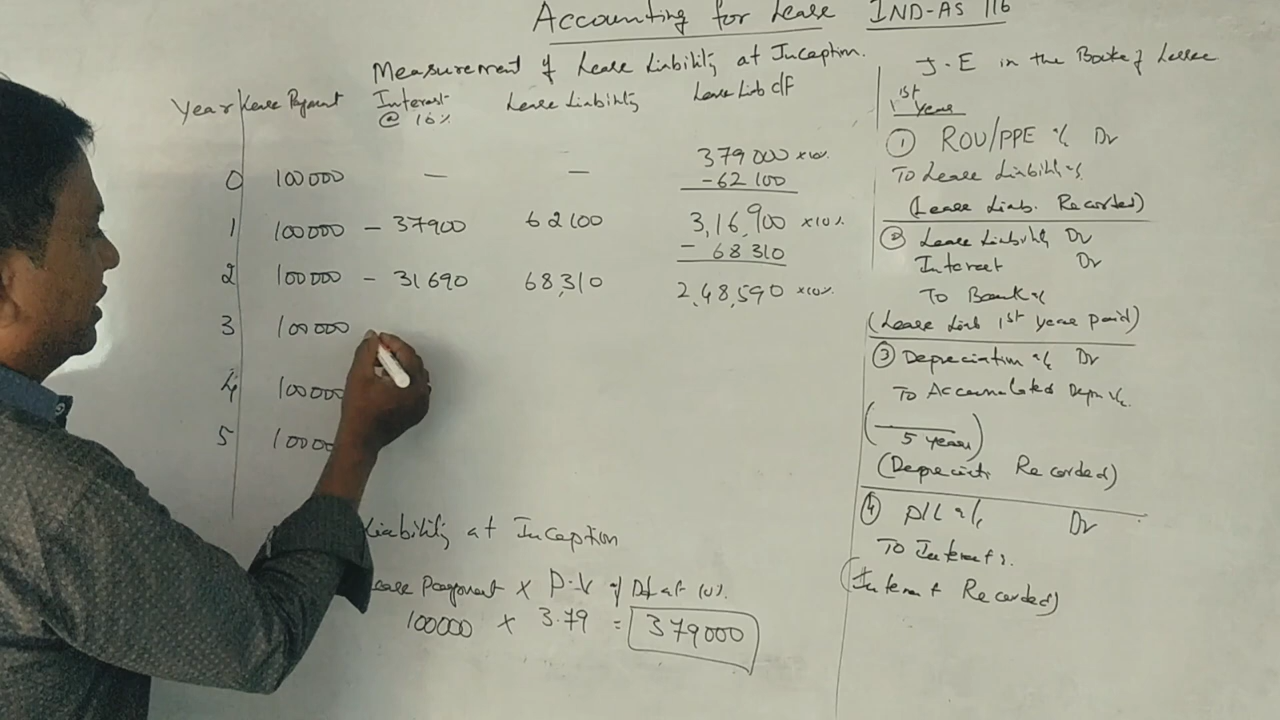 Accounting for Lease IND-AS 116
Measurement of Lease Liability at Inception.
Year Lease Payment Interest @ 10% Lease Liability Lease Liab c/f
379000 x10%
0 100000 — — -62100
1 100000 - 37900 62100 3,16,900 x10%
- 68310
2 100000 - 31690 68,310 2,48,590 x10%
3 100000
4 100000
5 10000
Liability at Inception
ease Payment x P.V of Df at 10%.
100000 x 3.79 = 379000
J.E in the Books of Lessee
1st year
1 ROU/PPE a/c Dr
To Lease Liability a/c
(Lease Liab. Recorded)
2 Lease Liability Dr
Interest Dr
To Bank a/c
(Lease Liab 1st year paid)
3 Depreciation a/c Dr
To Accumulated Depn a/c.
5 years
(Depreciat. Recorded)
4 P/L a/c Dr
To Interest
(Interest Recorded)